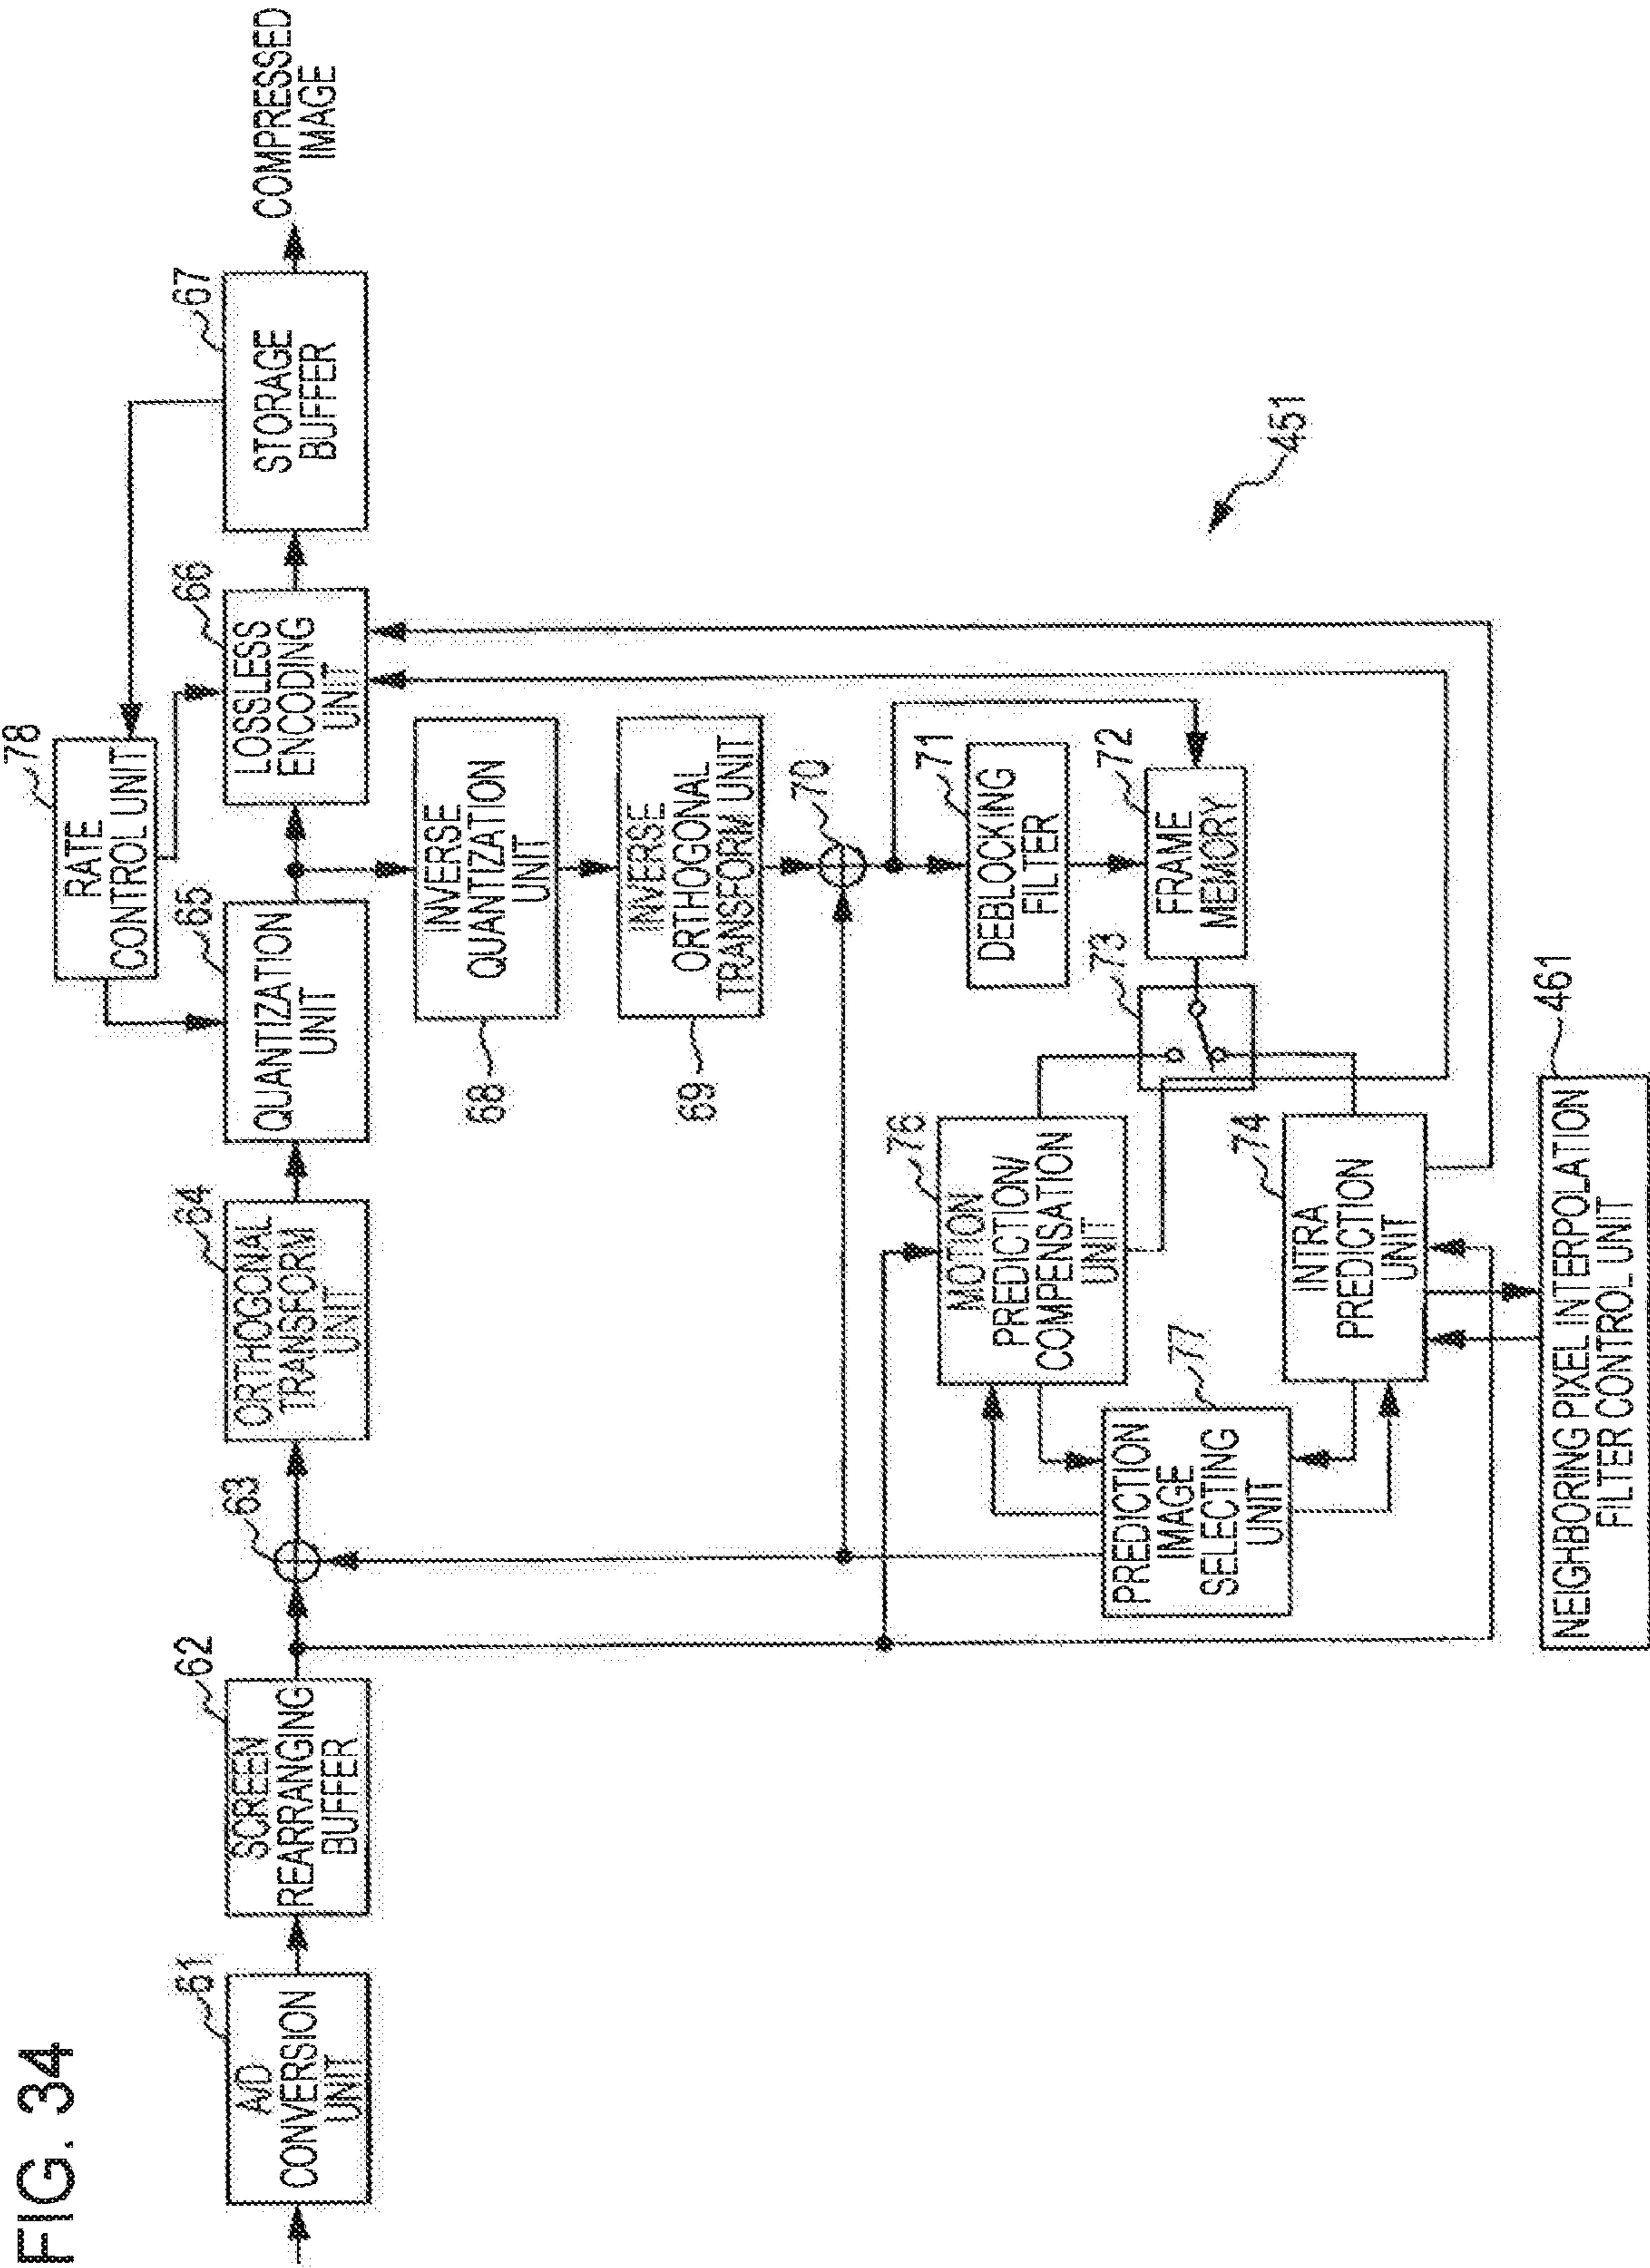 FIG. 34
61
A/D
CONVERSION
UNIT
62
SCREEN
REARRANGING
BUFFER
63
64
ORTHOGONAL
TRANSFORM
UNIT
65
QUANTIZATION
UNIT
78
RATE
CONTROL UNIT
66
LOSSLESS
ENCODING
UNIT
67
STORAGE
BUFFER
COMPRESSED
IMAGE
INVERSE
QUANTIZATION
UNIT
68
INVERSE
ORTHOGONAL
TRANSFORM UNIT
69
70
71
DEBLOCKING
FILTER
72
FRAME
MEMORY
73
76
MOTION
PREDICTION/
COMPENSATION
UNIT
77
PREDICTION
IMAGE
SELECTING
UNIT
74
INTRA
PREDICTION
UNIT
461
NEIGHBORING PIXEL INTERPOLATION
FILTER CONTROL UNIT
451